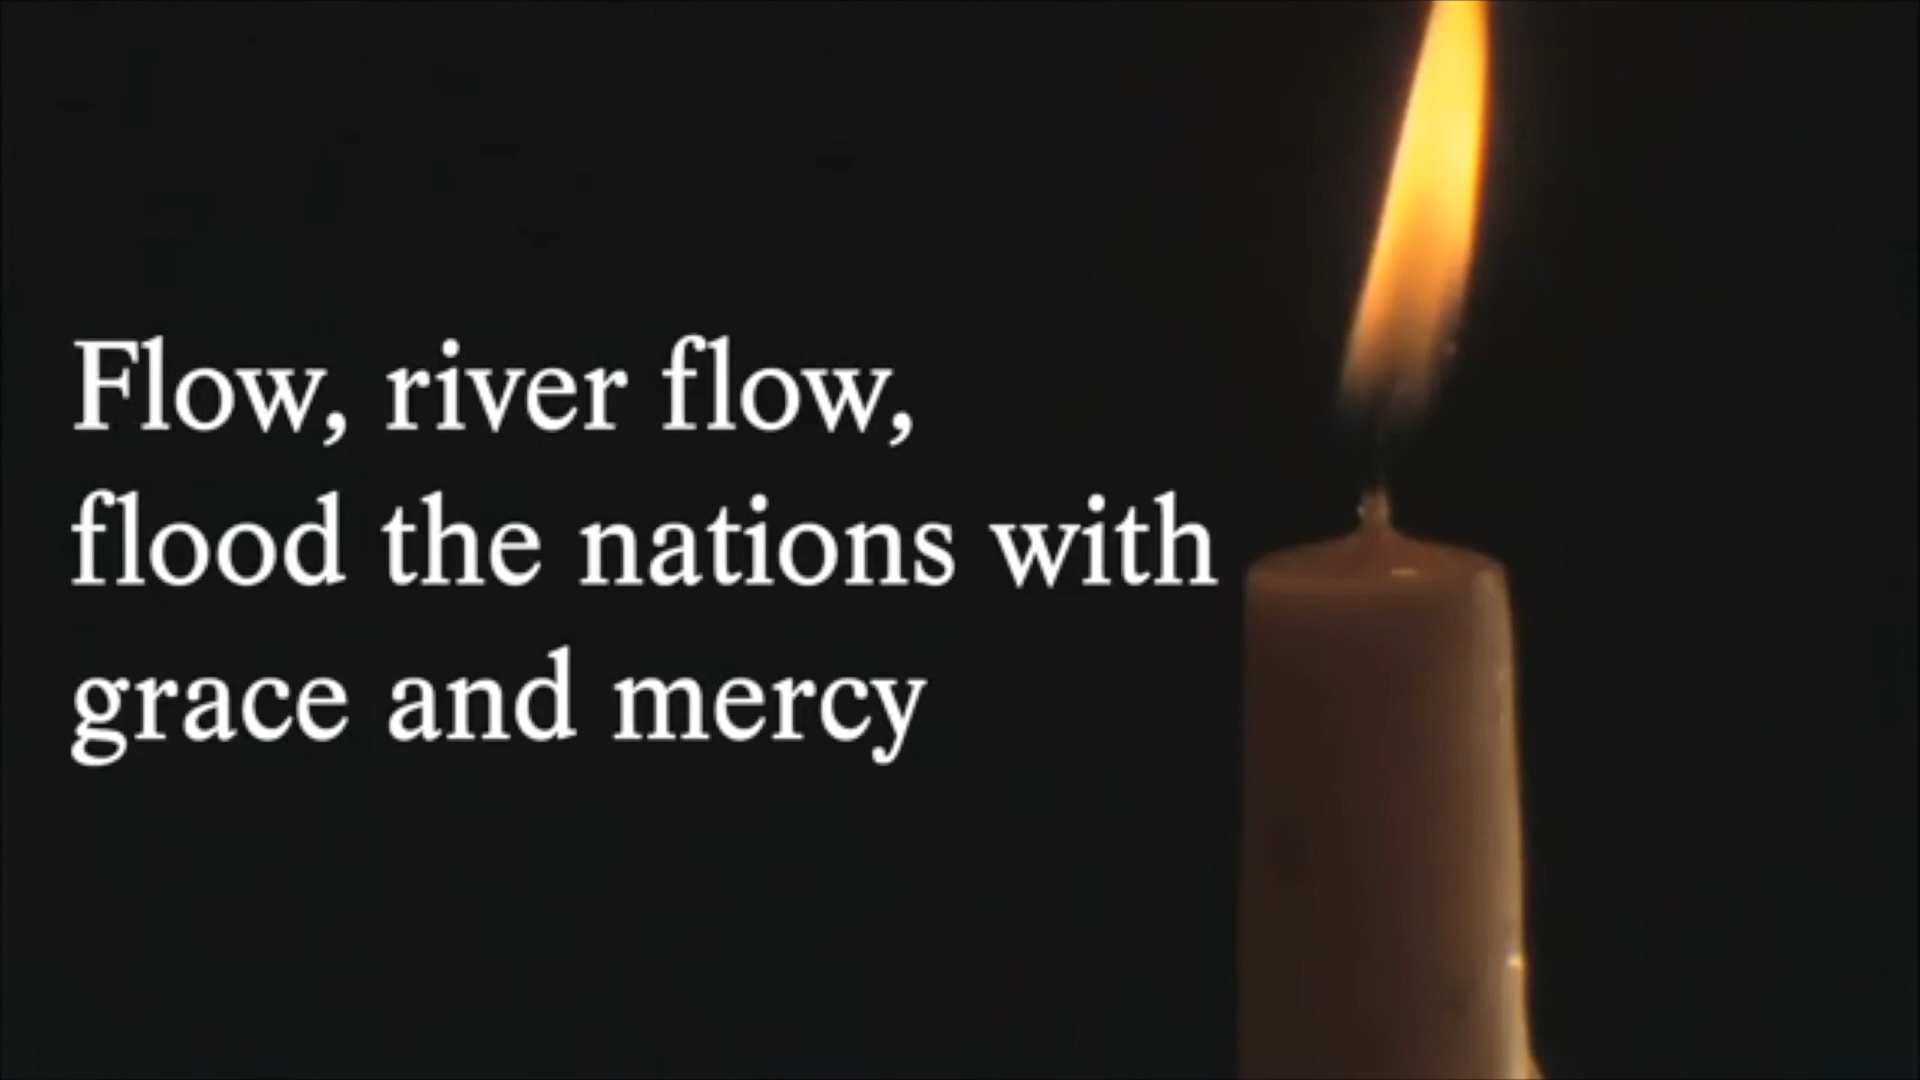 Flow, river flow,
flood the nations with
grace and mercy